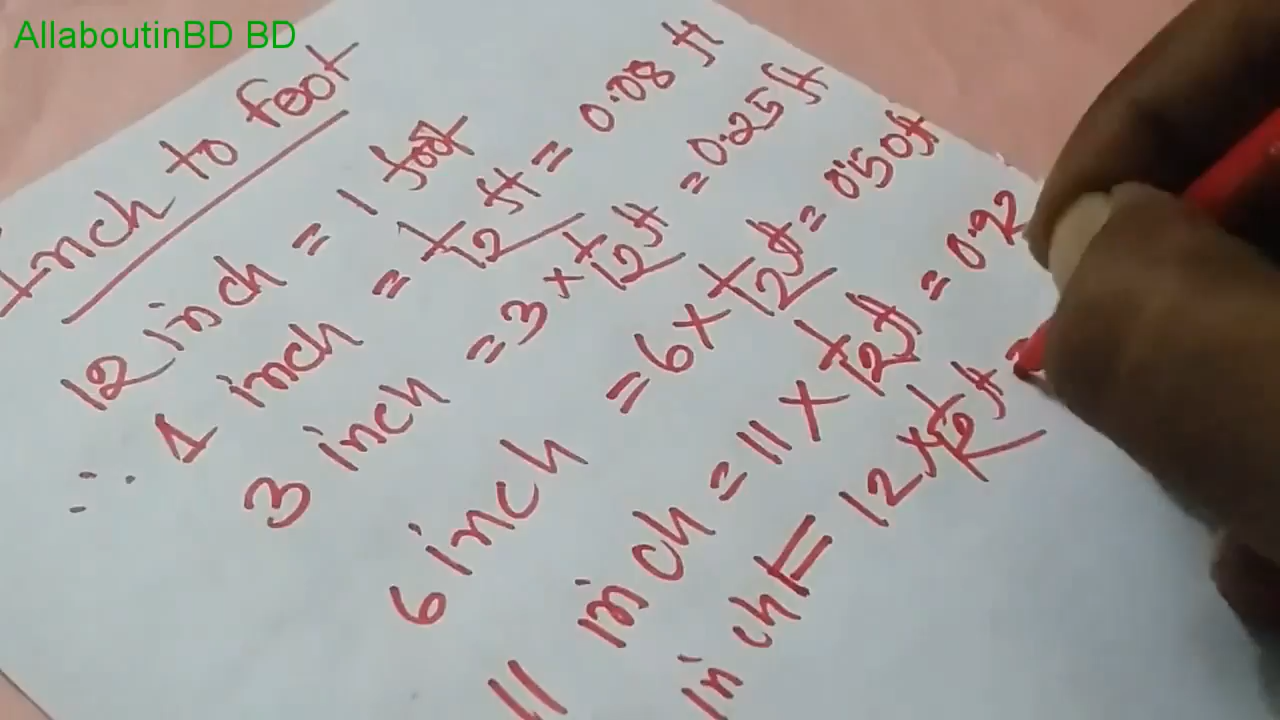 AllaboutinBD BD
Inch to foot
12 inch = 1 foot
∴ 1 inch = 1/12 ft = 0.08 ft
3 inch = 3 × 1/12 ft = 0.25 ft
6 inch = 6 × 1/12 ft = 0.50 ft
11 inch = 11 × 1/12 ft = 0.92
inch = 12 × 1/12 ft =